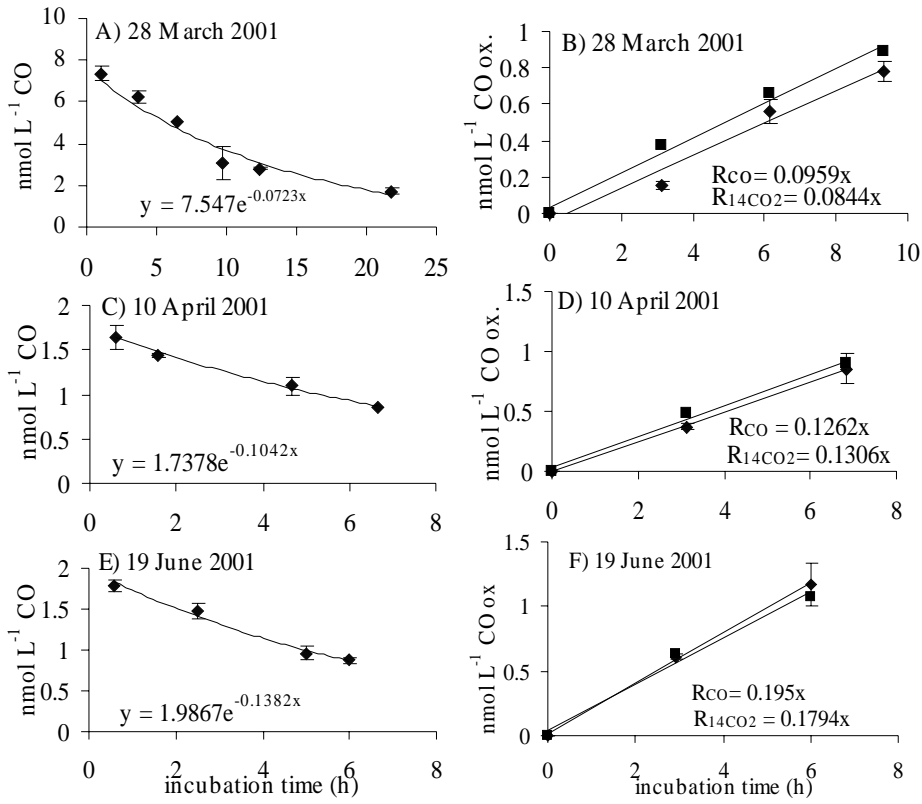 A) 28 March 2001
nmol L⁻¹ CO
10
8
6
4
2
0
y = 7.547e⁻⁰·⁰⁷²³ˣ
0 5 10 15 20 25
B) 28 March 2001
nmol L⁻¹ CO ox.
1
0.8
0.6
0.4
0.2
0
RCO = 0.0959x
R14CO2 = 0.0844x
0 2 4 6 8 10
C) 10 April 2001
nmol L⁻¹ CO
2
1.5
1
0.5
0
y = 1.7378e⁻⁰·¹⁰⁴²ˣ
0 2 4 6 8
D) 10 April 2001
nmol L⁻¹ CO ox.
1.5
1
0.5
0
RCO = 0.1262x
R14CO2 = 0.1306x
0 2 4 6 8
E) 19 June 2001
nmol L⁻¹ CO
2
1.5
1
0.5
0
y = 1.9867e⁻⁰·¹³⁸²ˣ
0 2 4 6 8
incubation time (h)
F) 19 June 2001
nmol L⁻¹ CO ox
1.5
1
0.5
0
RCO = 0.195x
R14CO2 = 0.1794x
0 2 4 6 8
incubation time (h)